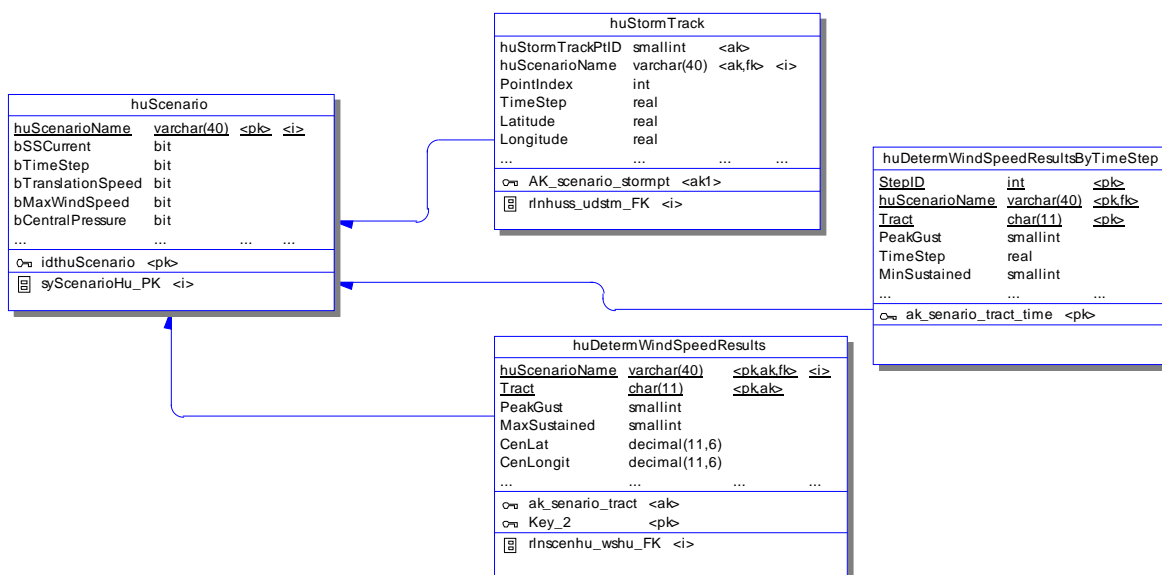 huScenario
huScenarioName varchar(40) <pk> <i>
bSSCurrent bit
bTimeStep bit
bTranslationSpeed bit
bMaxWindSpeed bit
bCentralPressure bit
... ... ... ...
idthuScenario <pk>
syScenarioHu_PK <i>
huStormTrack
huStormTrackPtID smallint <ak>
huScenarioName varchar(40) <ak,fk> <i>
PointIndex int
TimeStep real
Latitude real
Longitude real
... ... ... ...
AK_scenario_stormpt <ak1>
rlnhuss_udstm_FK <i>
huDetermWindSpeedResultsByTimeStep
StepID int <pk>
huScenarioName varchar(40) <pk,fk>
Tract char(11) <pk>
PeakGust smallint
TimeStep real
MinSustained smallint
... ... ...
ak_senario_tract_time <pk>
huDetermWindSpeedResults
huScenarioName varchar(40) <pk,ak,fk> <i>
Tract char(11) <pk,ak>
PeakGust smallint
MaxSustained smallint
CenLat decimal(11,6)
CenLongit decimal(11,6)
... ... ... ...
ak_senario_tract <ak>
Key_2 <pk>
rlnscenhu_wshu_FK <i>